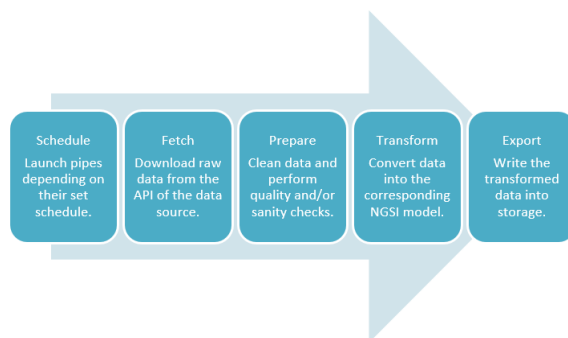 Schedule
Launch pipes
depending on
their set
schedule.
Fetch
Download raw
data from the
API of the data
source.
Prepare
Clean data and
perform
quality and/or
sanity checks.
Transform
Convert data
into the
corresponding
NGSI model.
Export
Write the
transformed
data into
storage.